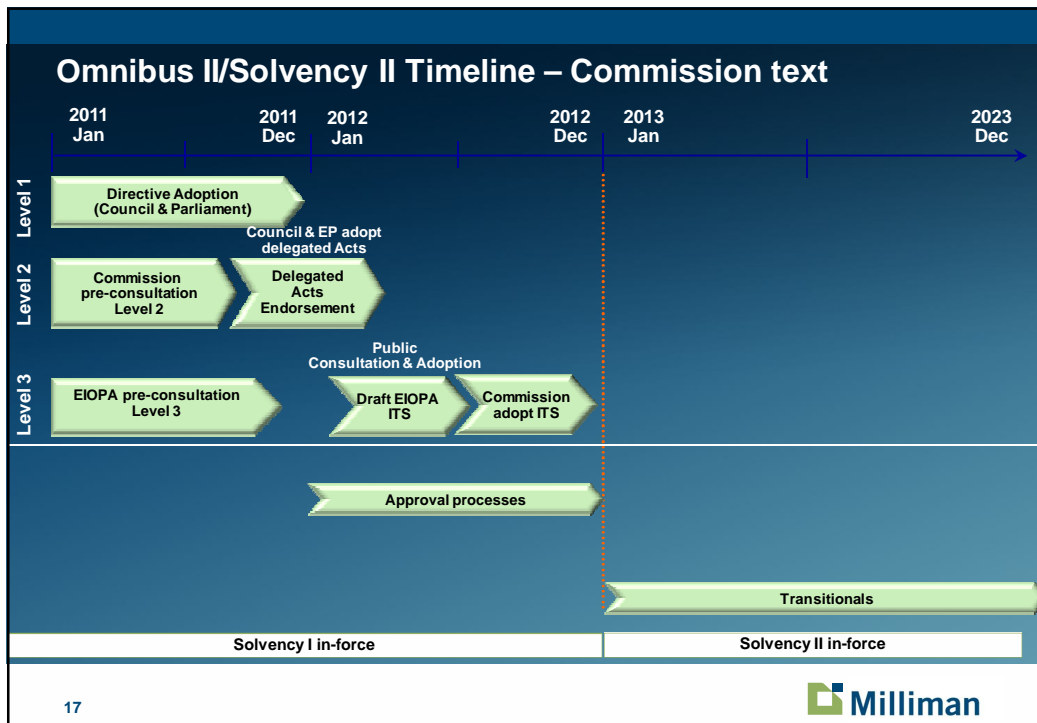 Omnibus II/Solvency II Timeline – Commission text
2011
Jan
2011
Dec
2012
Jan
2012
Dec
2013
Jan
2023
Dec
Level 1
Directive Adoption
(Council & Parliament)
Level 2
Commission
pre-consultation
Level 2
Council & EP adopt
delegated Acts
Delegated
Acts
Endorsement
Level 3
EIOPA pre-consultation
Level 3
Public
Consultation & Adoption
Draft EIOPA
ITS
Commission
adopt ITS
Approval processes
Transitionals
Solvency I in-force
Solvency II in-force
17
Milliman